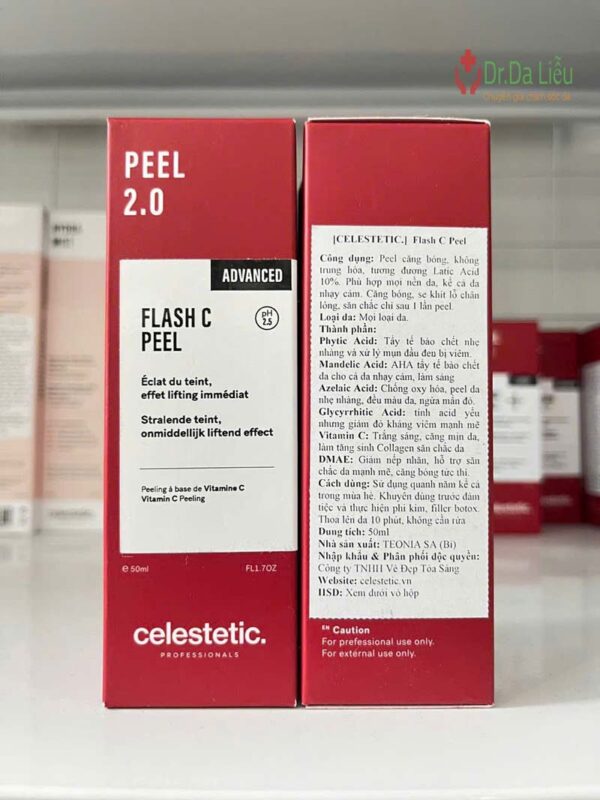 Dr.Da Liễu
Chuyên gia chăm sóc da
PEEL
2.0
ADVANCED
FLASH C
PEEL
pH
2.5
Éclat du teint,
effet lifting immédiat
Stralende teint,
onmiddellijk liftend effect
Peeling à base de Vitamine C
Vitamin C Peeling
e 50ml
FL1.7OZ
celestetic.
PROFESSIONALS
[CELESTETIC.] Flash C Peel
Công dụng: Peel căng bóng, không
trung hòa, tương đương Latic Acid
10%. Phù hợp mọi nền da, kể cả da
nhạy cảm. Căng bóng, se khít lỗ chân
lông, săn chắc chỉ sau 1 lần peel.
Loại da: Mọi loại da.
Thành phần:
Phytic Acid: Tẩy tế bào chết nhẹ
nhàng và xử lý mụn đầu đen bị viêm.
Mandelic Acid: AHA tẩy tế bào chết
da cho cả da nhạy cảm, làm sáng
Azelaic Acid: Chống oxy hóa, peel da
nhẹ nhàng, đều màu da, ngừa mẩn đỏ.
Glycyrrhitic Acid: tính acid yếu
nhưng giảm đỏ kháng viêm mạnh mẽ
Vitamin C: Trắng sáng, căng mịn da,
làm tăng sinh Collagen săn chắc da
DMAE: Giảm nếp nhăn, hỗ trợ săn
chắc da mạnh mẽ, căng bóng tức thì.
Cách dùng: Sử dụng quanh năm kể cả
trong mùa hè. Khuyên dùng trước đám
tiệc và thực hiện phi kim, filler botox.
Thoa lên da 10 phút, không cần rửa
Dung tích: 50ml
Nhà sản xuất: TEONIA SA (Bỉ)
Nhập khẩu & Phân phối độc quyền:
Công ty TNHH Vẻ Đẹp Tỏa Sáng
Website: celestetic.vn
HSD: Xem dưới vỏ hộp
EN Caution
For prefessional use only.
For external use only.